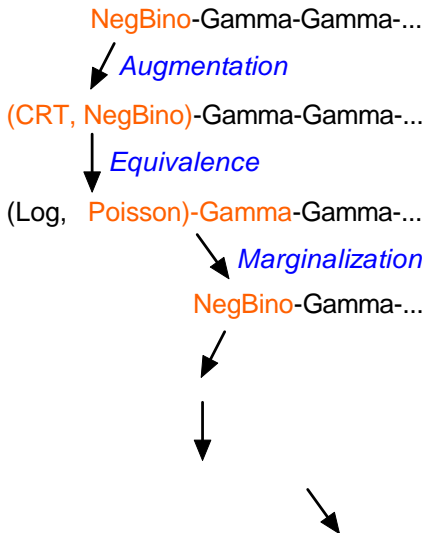 NegBino-Gamma-Gamma-...
Augmentation
(CRT, NegBino)-Gamma-Gamma-...
Equivalence
(Log, Poisson)-Gamma-Gamma-...
Marginalization
NegBino-Gamma-...